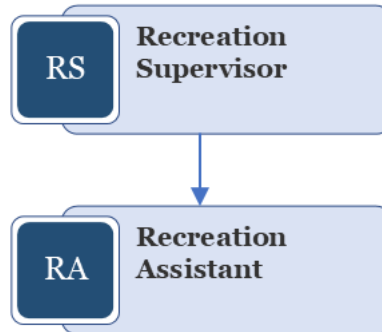 RS
Recreation
Supervisor
RA
Recreation
Assistant